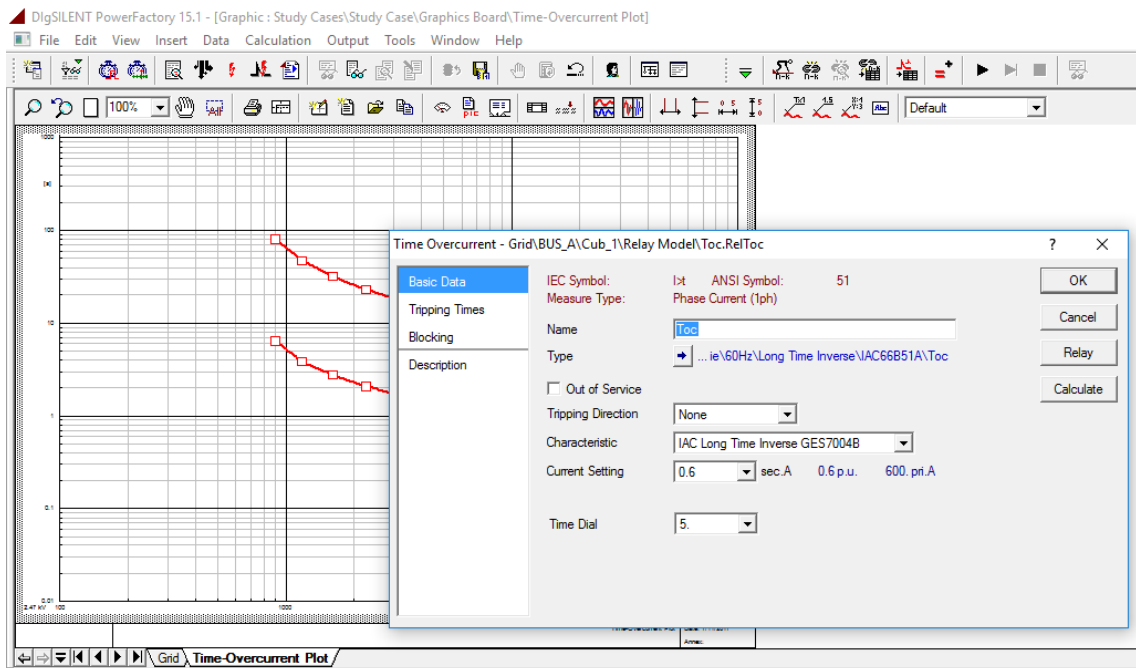 DIgSILENT PowerFactory 15.1 - [Graphic : Study Cases\Study Case\Graphics Board\Time-Overcurrent Plot]
File Edit View Insert Data Calculation Output Tools Window Help
100% Default
1000
[s]
100
10
1
0.1
0.01
2.47 kV 100 1000
Time Overcurrent - Grid\BUS_A\Cub_1\Relay Model\Toc.RelToc ? X
Basic Data
Tripping Times
Blocking
Description
IEC Symbol: I>t ANSI Symbol: 51
Measure Type: Phase Current (1ph)
Name Toc
Type ... ie\60Hz\Long Time Inverse\IAC66B51A\Toc
Out of Service
Tripping Direction None
Characteristic IAC Long Time Inverse GES7004B
Current Setting 0.6 sec.A 0.6 p.u. 600. pri.A
Time Dial 5.
OK
Cancel
Relay
Calculate
Annex:
Grid Time-Overcurrent Plot